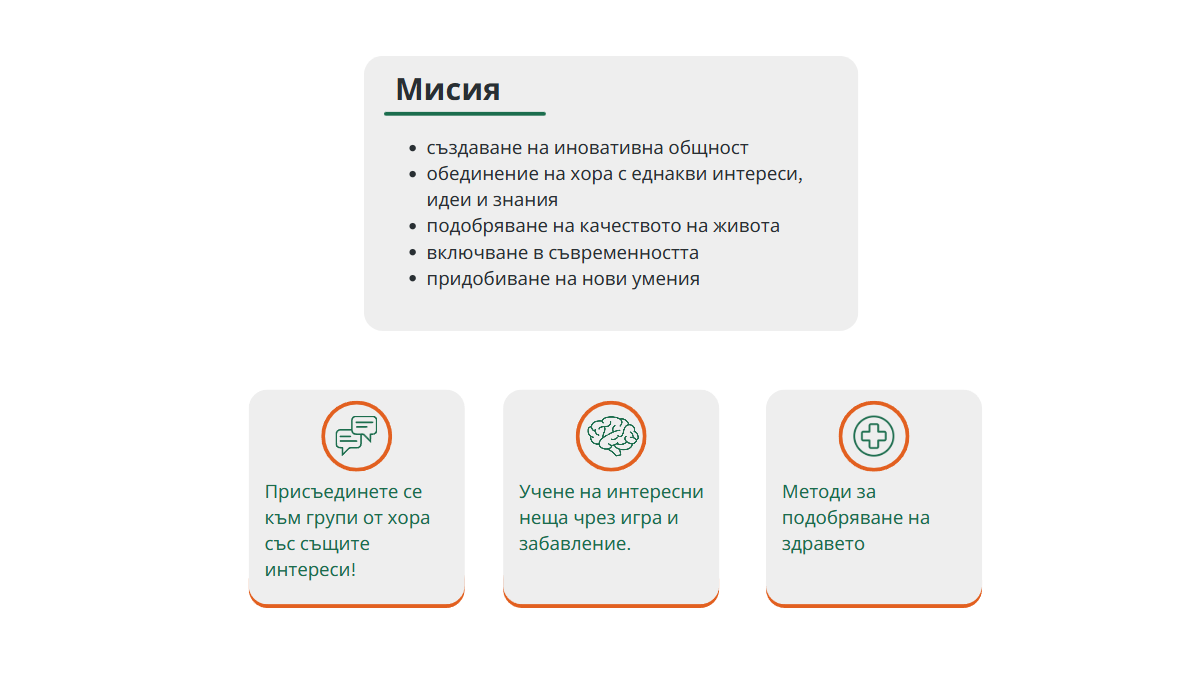 Мисия
• създаване на иновативна общност
• обединение на хора с еднакви интереси,
идеи и знания
• подобряване на качеството на живота
• включване в съвременността
• придобиване на нови умения
Присъединете се
към групи от хора
със същите
интереси!
Учене на интересни
неща чрез игра и
забавление.
Методи за
подобряване на
здравето